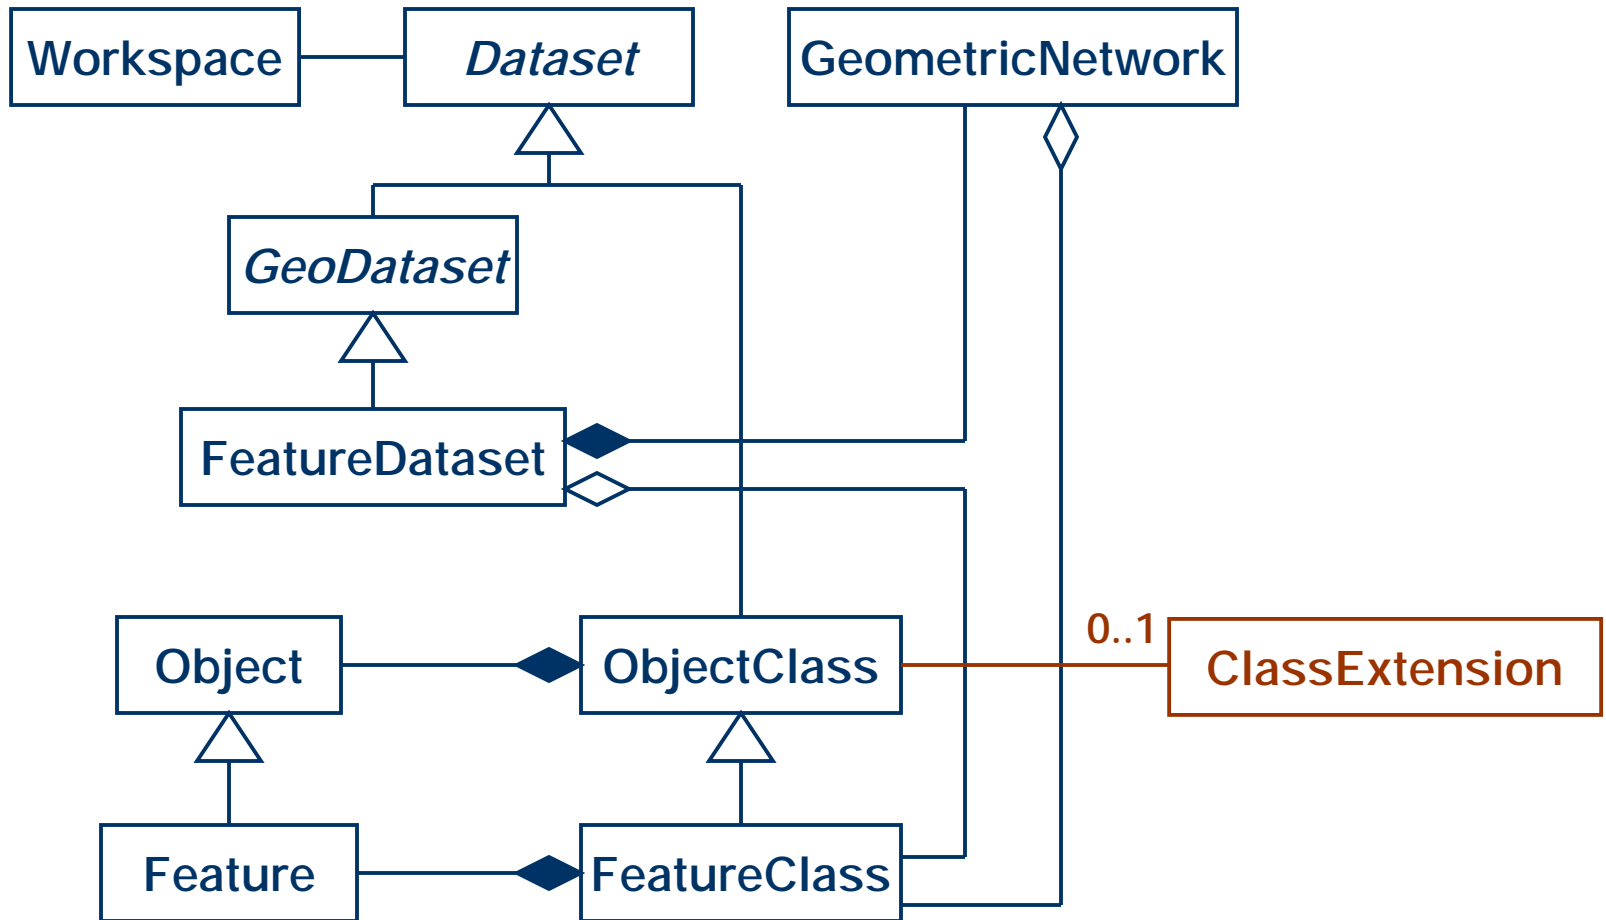 Workspace
Dataset
GeometricNetwork
GeoDataset
FeatureDataset
Object
ObjectClass
0..1
ClassExtension
Feature
FeatureClass